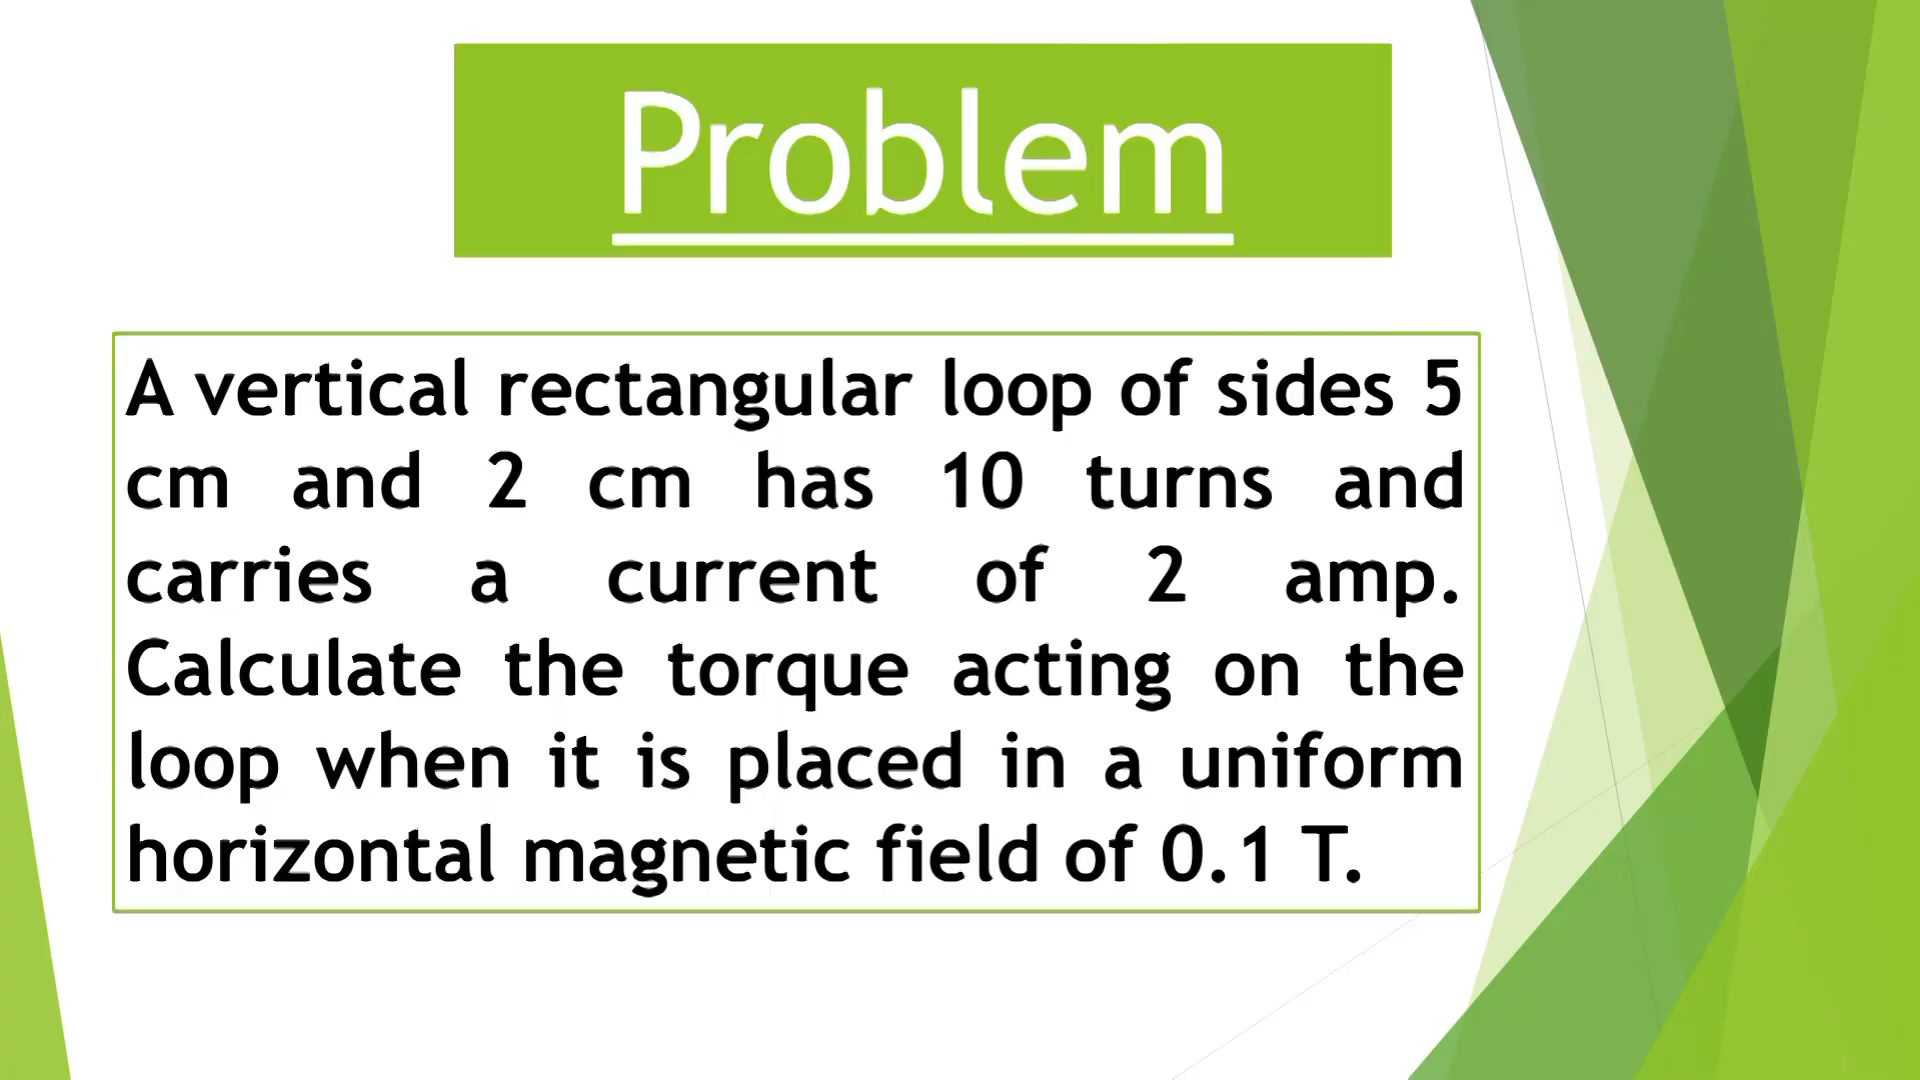 Problem
A vertical rectangular loop of sides 5
cm and 2 cm has 10 turns and
carries a current of 2 amp.
Calculate the torque acting on the
loop when it is placed in a uniform
horizontal magnetic field of 0.1 T.